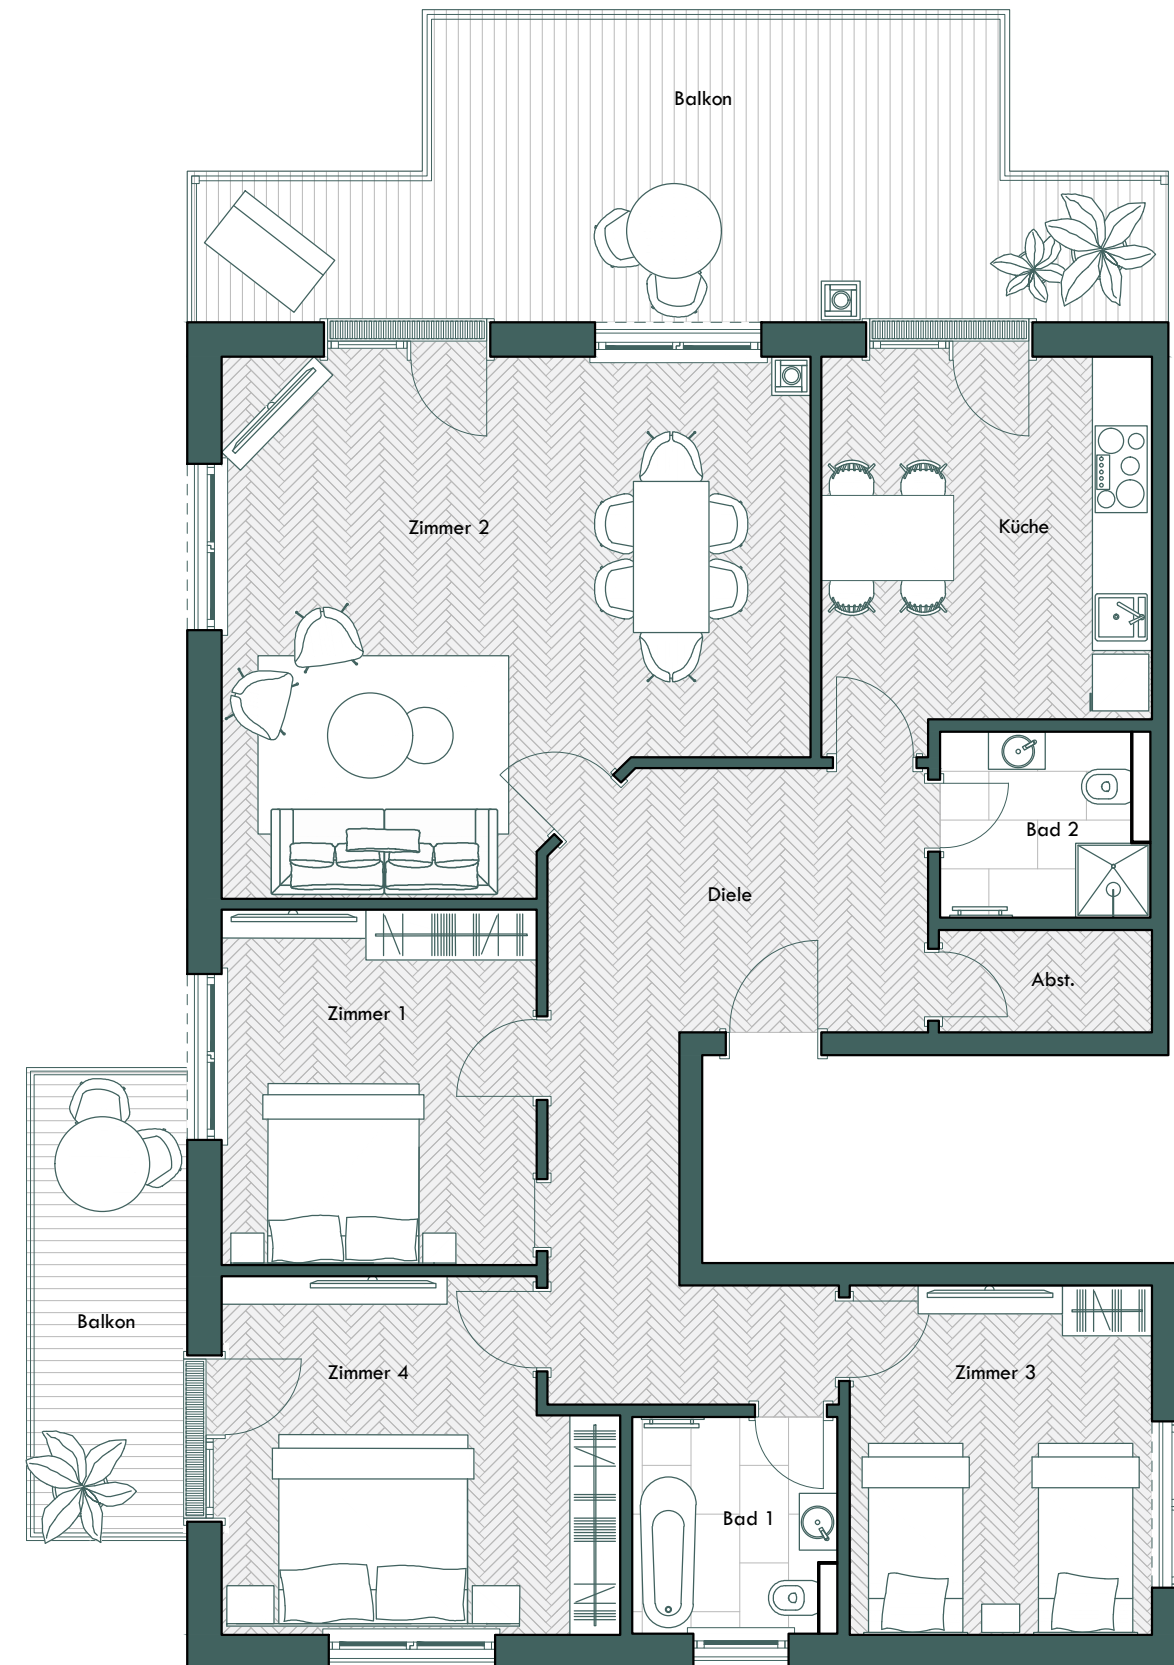 Balkon
Zimmer 2
Küche
Bad 2
Diele
Abst.
Zimmer 1
Balkon
Zimmer 4
Zimmer 3
Bad 1